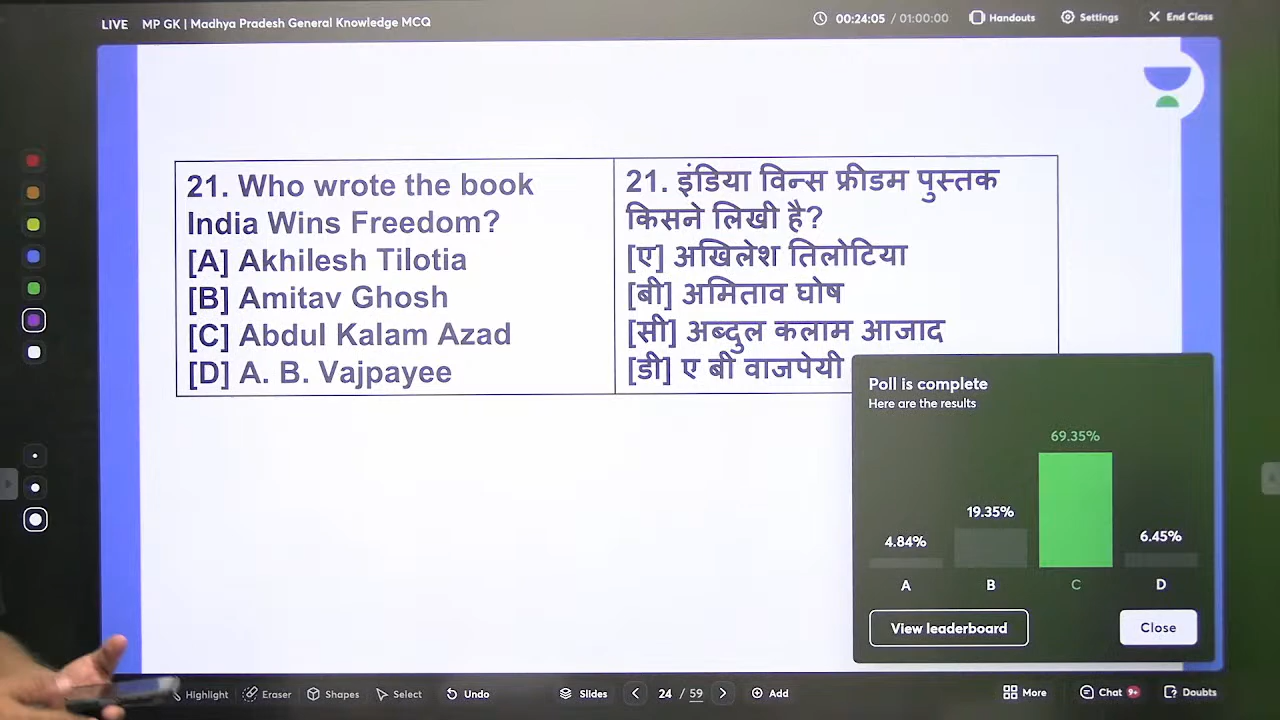 LIVE MP GK | Madhya Pradesh General Knowledge MCQ
00:24:05 / 01:00:00 Handouts Settings End Class
21. Who wrote the book
India Wins Freedom?
[A] Akhilesh Tilotia
[B] Amitav Ghosh
[C] Abdul Kalam Azad
[D] A. B. Vajpayee
21. इंडिया विन्स फ्रीडम पुस्तक
किसने लिखी है?
[ए] अखिलेश तिलोटिया
[बी] अमिताव घोष
[सी] अब्दुल कलाम आजाद
[डी] ए बी वाजपेयी
Poll is complete
Here are the results
69.35%
19.35%
4.84%
6.45%
A B C D
View leaderboard Close
Highlight Eraser Shapes Select Undo Slides 24 / 59 Add More Chat 9+ Doubts